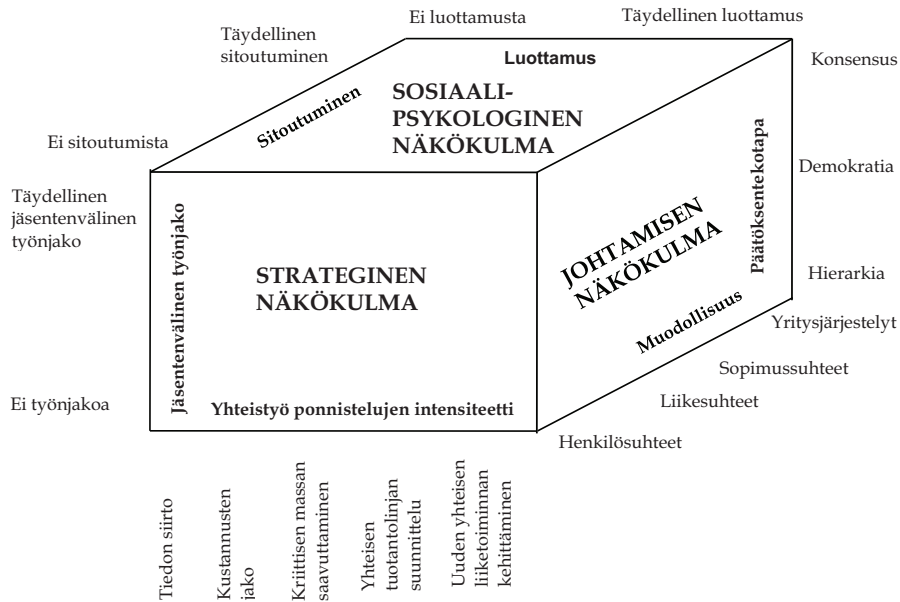 Ei luottamusta
Täydellinen luottamus
Täydellinen
sitoutuminen
Luottamus
Konsensus
Sitoutuminen
SOSIAALI-
PSYKOLOGINEN
NÄKÖKULMA
Ei sitoutumista
Päätöksentekotapa
Demokratia
Täydellinen
jäsentenvälinen
työnjako
Jäsentenvälinen työnjako
STRATEGINEN
NÄKÖKULMA
JOHTAMISEN
NÄKÖKULMA
Hierarkia
Muodollisuus
Yritysjärjestelyt
Sopimussuhteet
Ei työnjakoa
Yhteistyö ponnistelujen intensiteetti
Liikesuhteet
Henkilösuhteet
Tiedon siirto
Kustannusten
jako
Kriittisen massan
saavuttaminen
Yhteisen
tuotantolinjan
suunnittelu
Uuden yhteisen
liiketoiminnan
kehittäminen